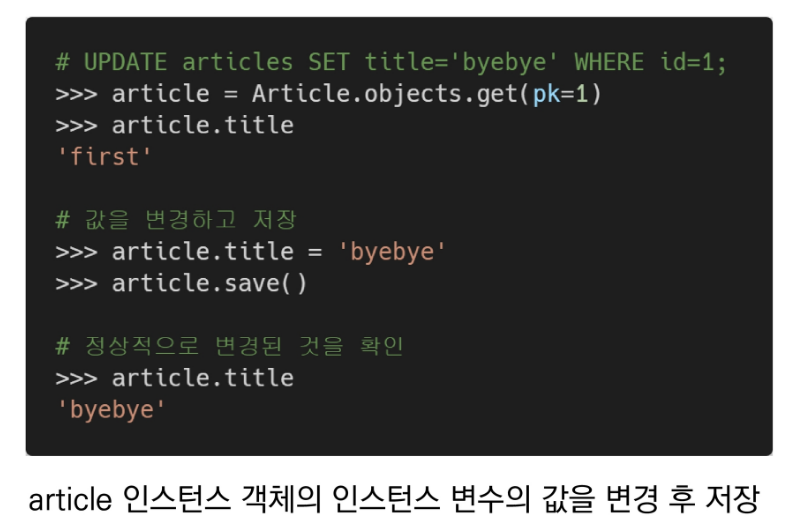 # UPDATE articles SET title='byebye' WHERE id=1;
>>> article = Article.objects.get(pk=1)
>>> article.title
'first'
# 값을 변경하고 저장
>>> article.title = 'byebye'
>>> article.save()
# 정상적으로 변경된 것을 확인
>>> article.title
'byebye'
article 인스턴스 객체의 인스턴스 변수의 값을 변경 후 저장